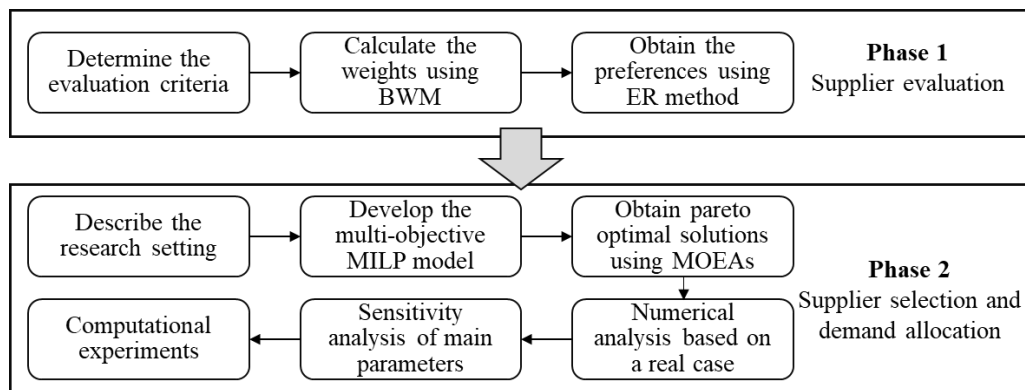 Determine the
evaluation criteria
Calculate the
weights using
BWM
Obtain the
preferences using
ER method
Phase 1
Supplier evaluation
Describe the
research setting
Develop the
multi-objective
MILP model
Obtain pareto
optimal solutions
using MOEAs
Phase 2
Supplier selection and
demand allocation
Numerical
analysis based on
a real case
Sensitivity
analysis of main
parameters
Computational
experiments